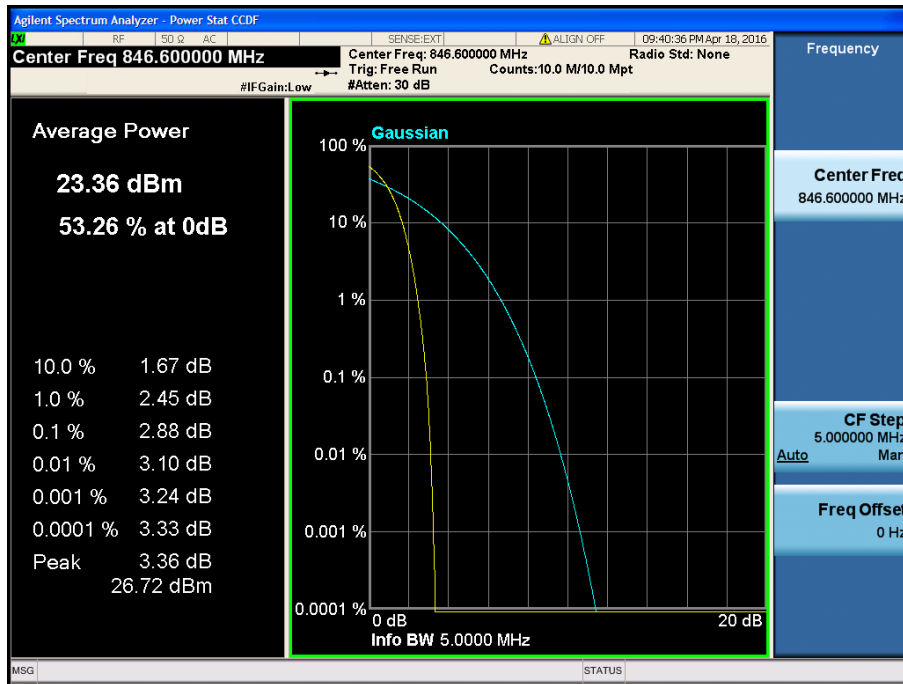 Agilent Spectrum Analyzer - Power Stat CCDF
LXI RF 50 Ω AC SENSE:EXT ALIGN OFF 09:40:36 PM Apr 18, 2016
Center Freq 846.600000 MHz
Center Freq: 846.600000 MHz Radio Std: None
Trig: Free Run Counts:10.0 M/10.0 Mpt
#IFGain:Low #Atten: 30 dB
Average Power
23.36 dBm
53.26 % at 0dB
10.0 % 1.67 dB
1.0 % 2.45 dB
0.1 % 2.88 dB
0.01 % 3.10 dB
0.001 % 3.24 dB
0.0001 % 3.33 dB
Peak 3.36 dB
26.72 dBm
Gaussian
100 %
10 %
1 %
0.1 %
0.01 %
0.001 %
0.0001 %
0 dB 20 dB
Info BW 5.0000 MHz
Frequency
Center Freq
846.600000 MHz
CF Step
5.000000 MHz
Auto Man
Freq Offset
0 Hz
MSG STATUS